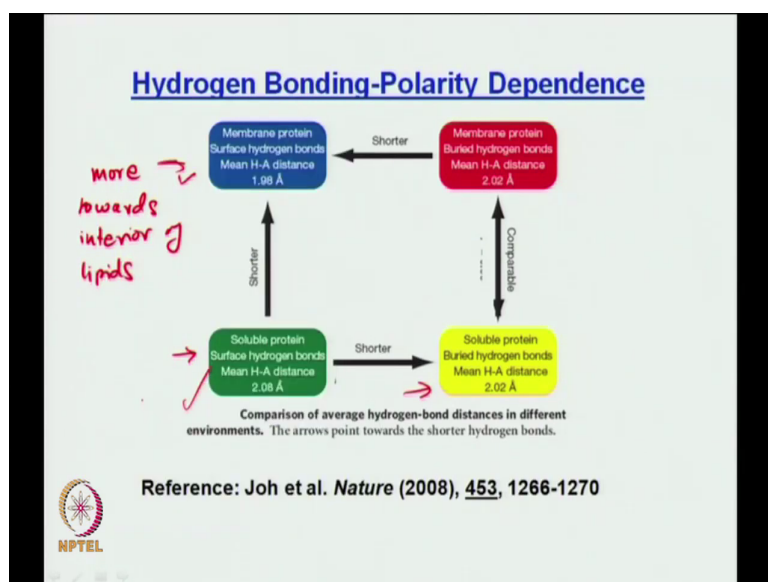 Hydrogen Bonding-Polarity Dependence
Membrane protein
Surface hydrogen bonds
Mean H-A distance
1.98 Å
Shorter
Membrane protein
Buried hydrogen bonds
Mean H-A distance
2.02 Å
more
towards
interior of
lipids
Shorter
Comparable
Soluble protein
Surface hydrogen bonds
Mean H-A distance
2.08 Å
Shorter
Soluble protein
Buried hydrogen bonds
Mean H-A distance
2.02 Å
Comparison of average hydrogen-bond distances in different
environments. The arrows point towards the shorter hydrogen bonds.
Reference: Joh et al. Nature (2008), 453, 1266-1270
NPTEL